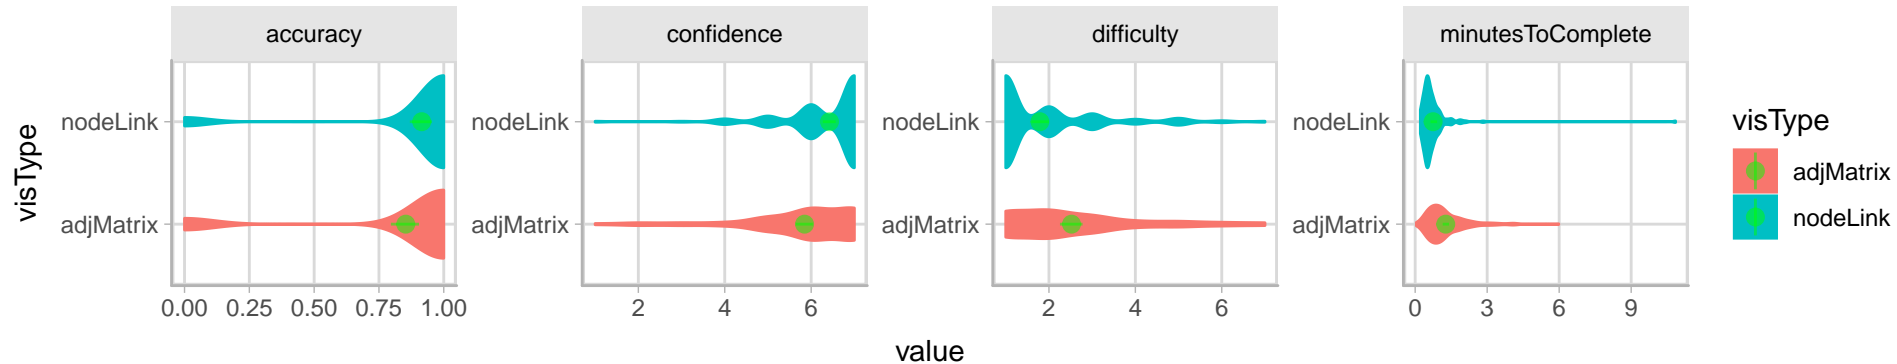 accuracy
confidence
difficulty
minutesToComplete
visType
nodeLink
adjMatrix
0.00 0.25 0.50 0.75 1.00
nodeLink
adjMatrix
2 4 6
nodeLink
adjMatrix
2 4 6
nodeLink
adjMatrix
0 3 6 9
value
visType
adjMatrix
nodeLink